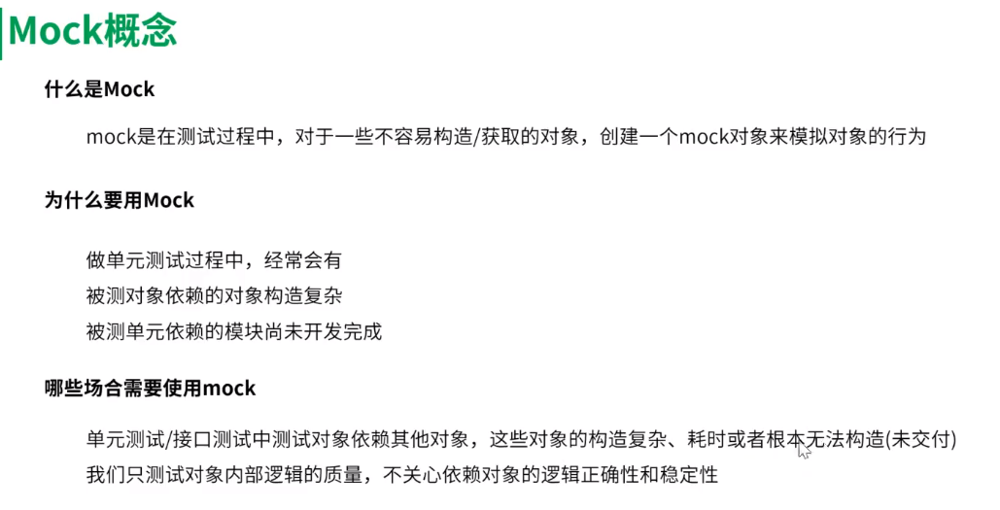 Mock概念
什么是Mock
mock是在测试过程中，对于一些不容易构造/获取的对象，创建一个mock对象来模拟对象的行为
为什么要用Mock
做单元测试过程中，经常会有
被测对象依赖的对象构造复杂
被测单元依赖的模块尚未开发完成
哪些场合需要使用mock
单元测试/接口测试中测试对象依赖其他对象，这些对象的构造复杂、耗时或者根本无法构造(未交付)
我们只测试对象内部逻辑的质量，不关心依赖对象的逻辑正确性和稳定性